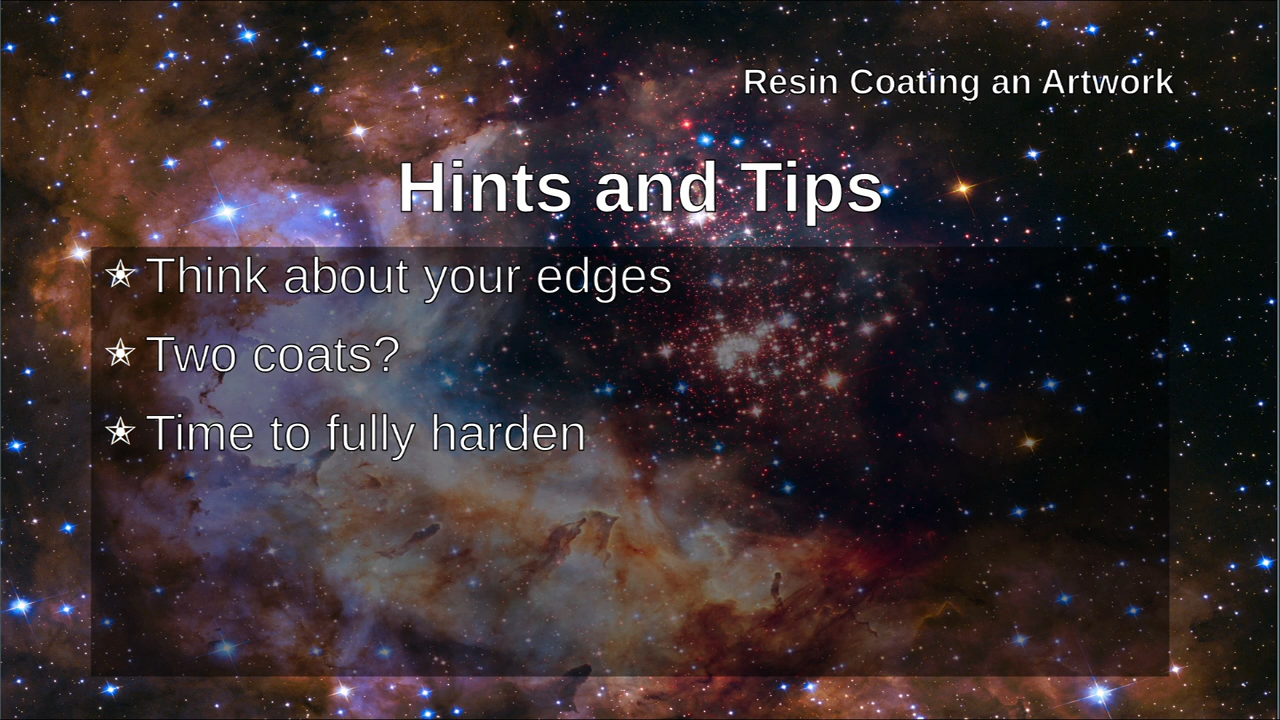 Resin Coating an Artwork
Hints and Tips
Think about your edges
Two coats?
Time to fully harden